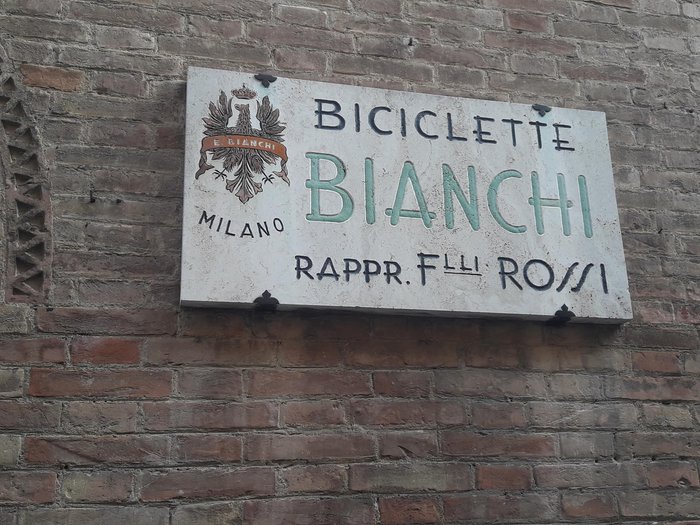 E. BIANCHI
MILANO
BICICLETTE
BIANCHI
RAPPR. FLLI ROSSI